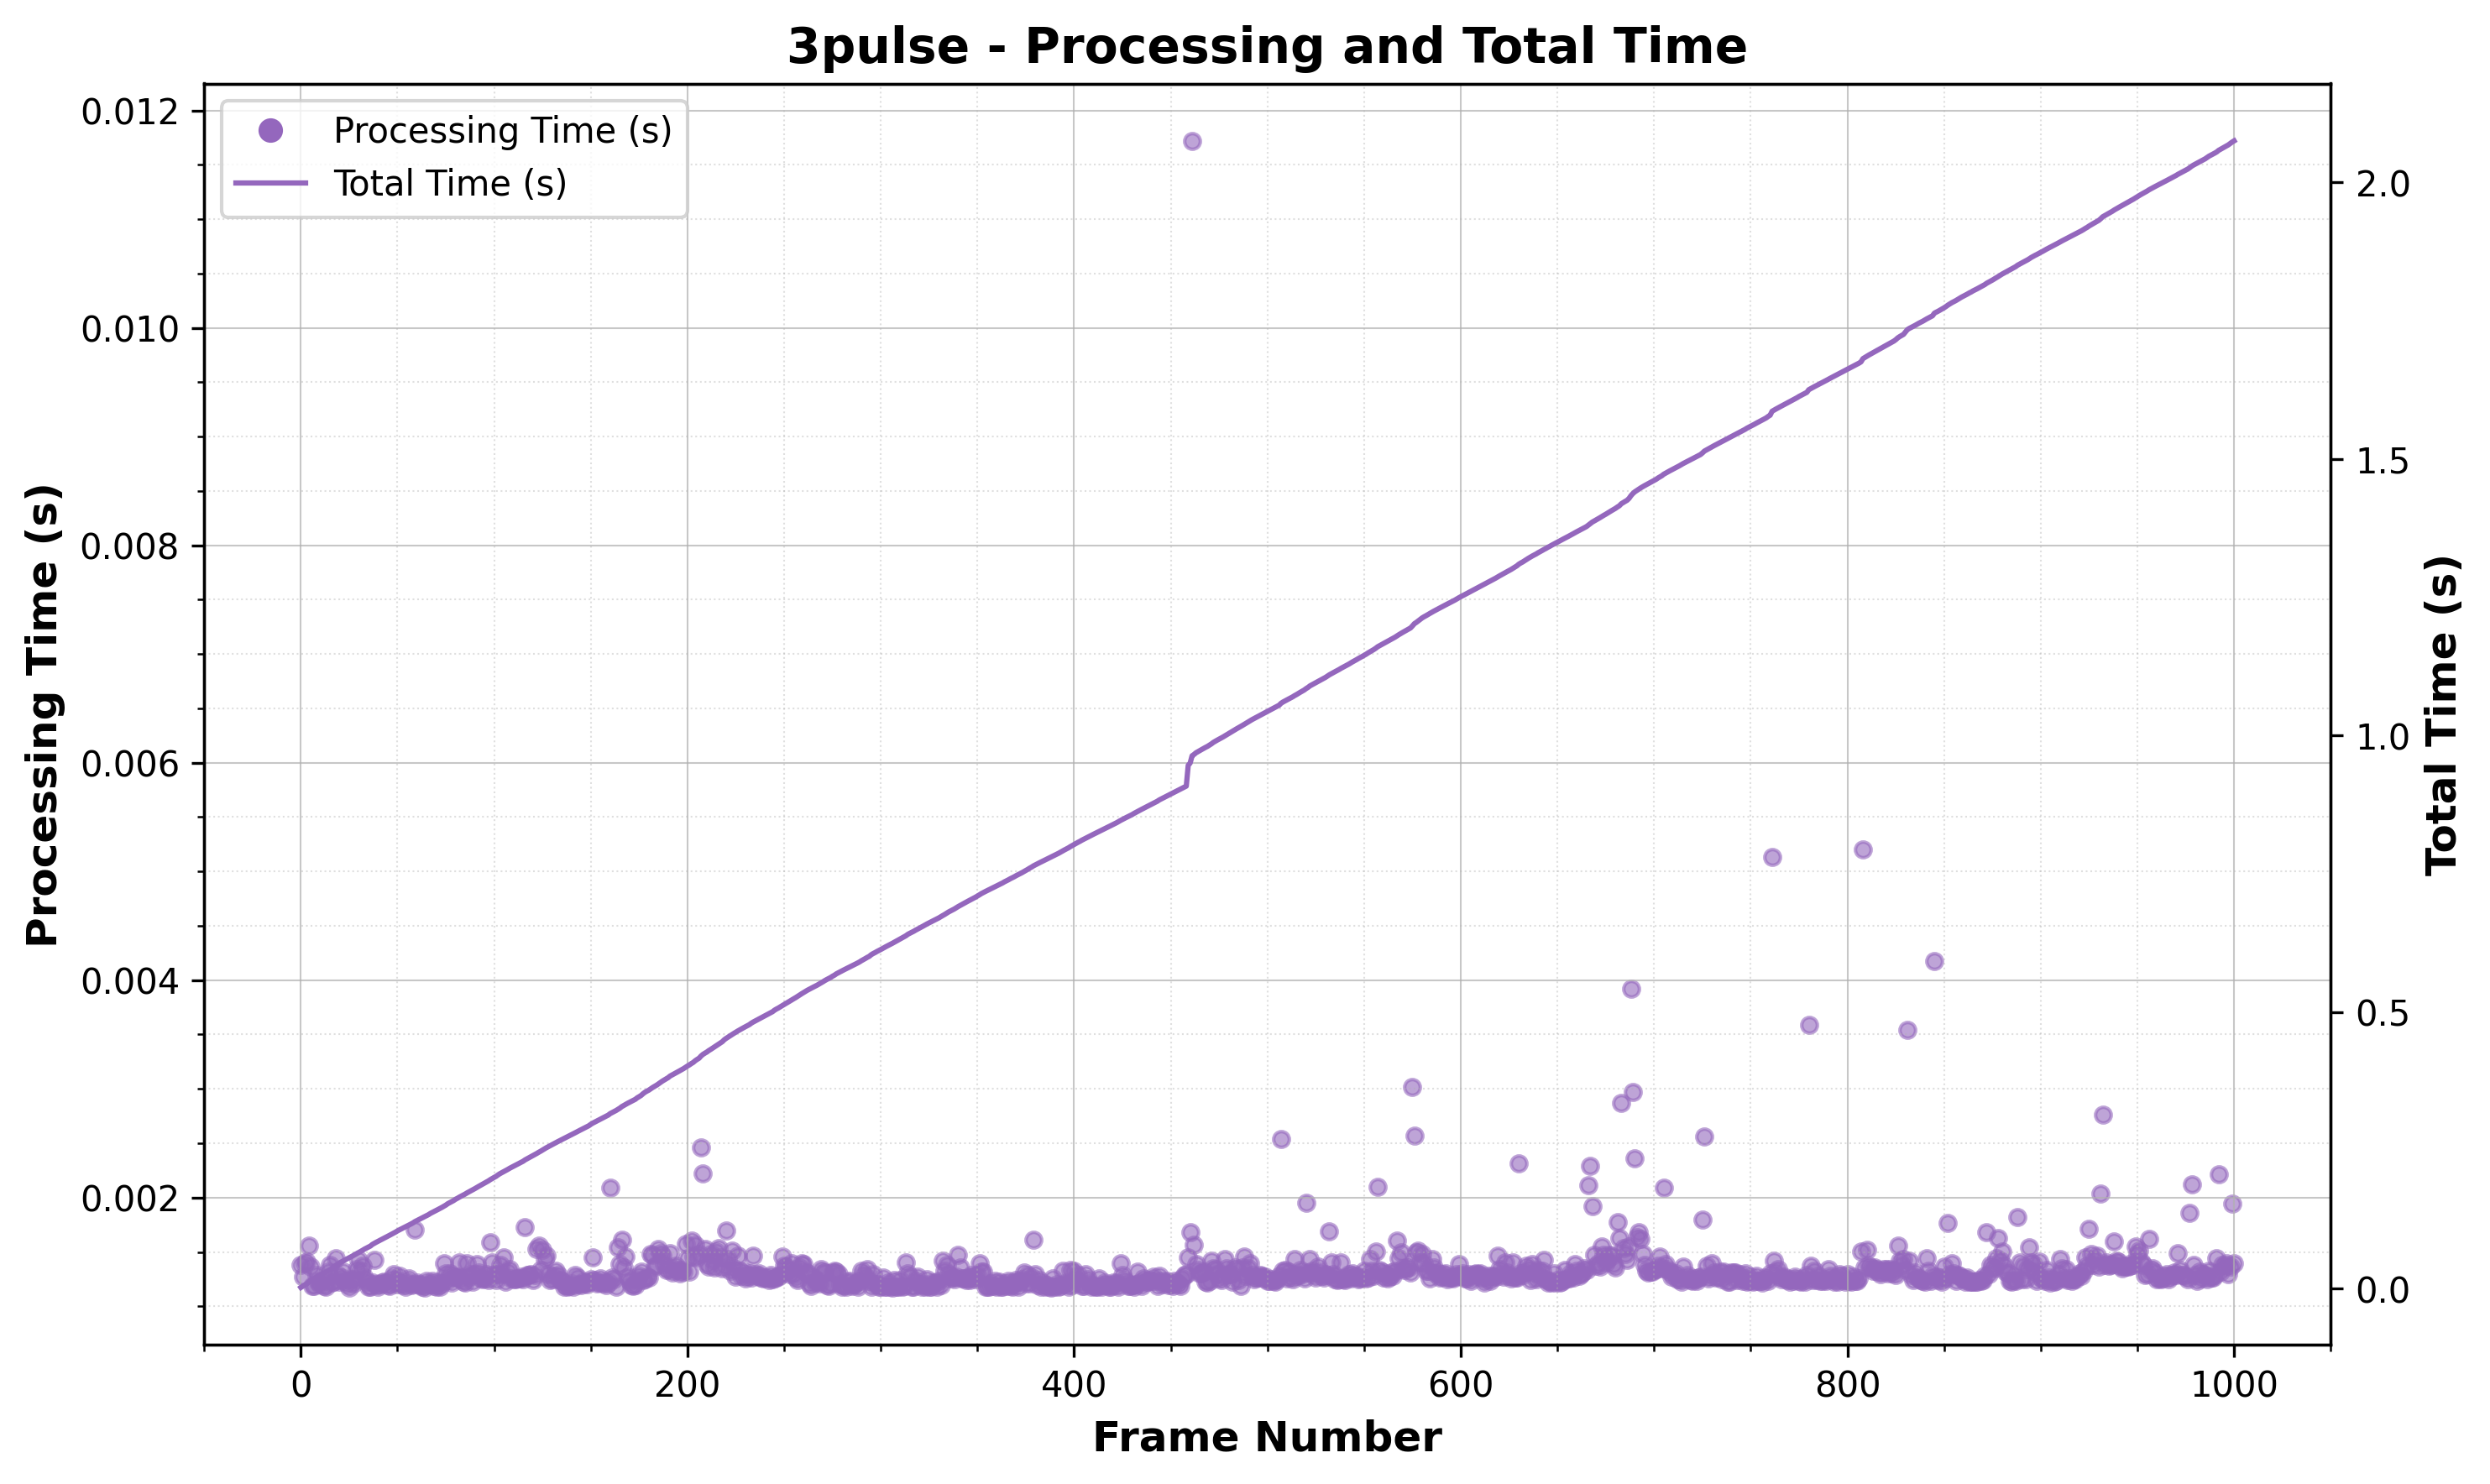 3pulse - Processing and Total Time
Processing Time (s)
Total Time (s)
0.012
0.010
0.008
0.006
0.004
0.002
Processing Time (s)
2.0
1.5
1.0
0.5
0.0
Total Time (s)
0 200 400 600 800 1000
Frame Number